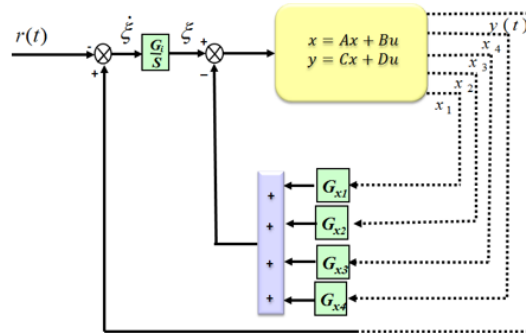 r(t)
-
+
ξ̇
G_i
S
ξ
+
−
x = Ax + Bu
y = Cx + Du
y(t)
x_4
x_3
x_2
x_1
+
+
+
+
G_x1
G_x2
G_x3
G_x4